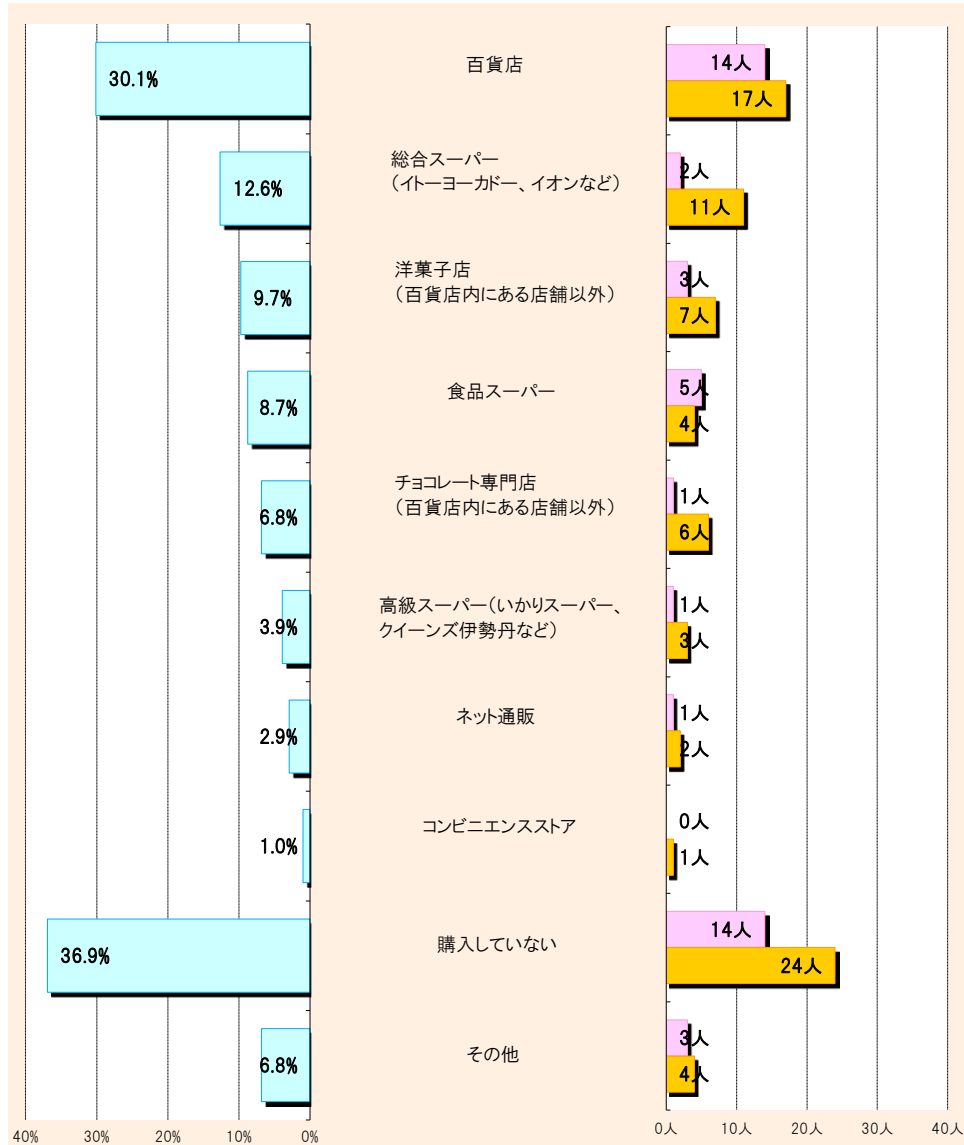 百貨店
30.1%
14人
17人
総合スーパー
（イトーヨーカドー、イオンなど）
12.6%
2人
11人
洋菓子店
（百貨店内にある店舗以外）
9.7%
3人
7人
食品スーパー
8.7%
5人
4人
チョコレート専門店
（百貨店内にある店舗以外）
6.8%
1人
6人
高級スーパー（いかりスーパー、
クイーンズ伊勢丹など）
3.9%
1人
3人
ネット通販
2.9%
1人
2人
コンビニエンスストア
1.0%
0人
1人
購入していない
36.9%
14人
24人
その他
6.8%
3人
4人
40% 30% 20% 10% 0%
0人 10人 20人 30人 40人